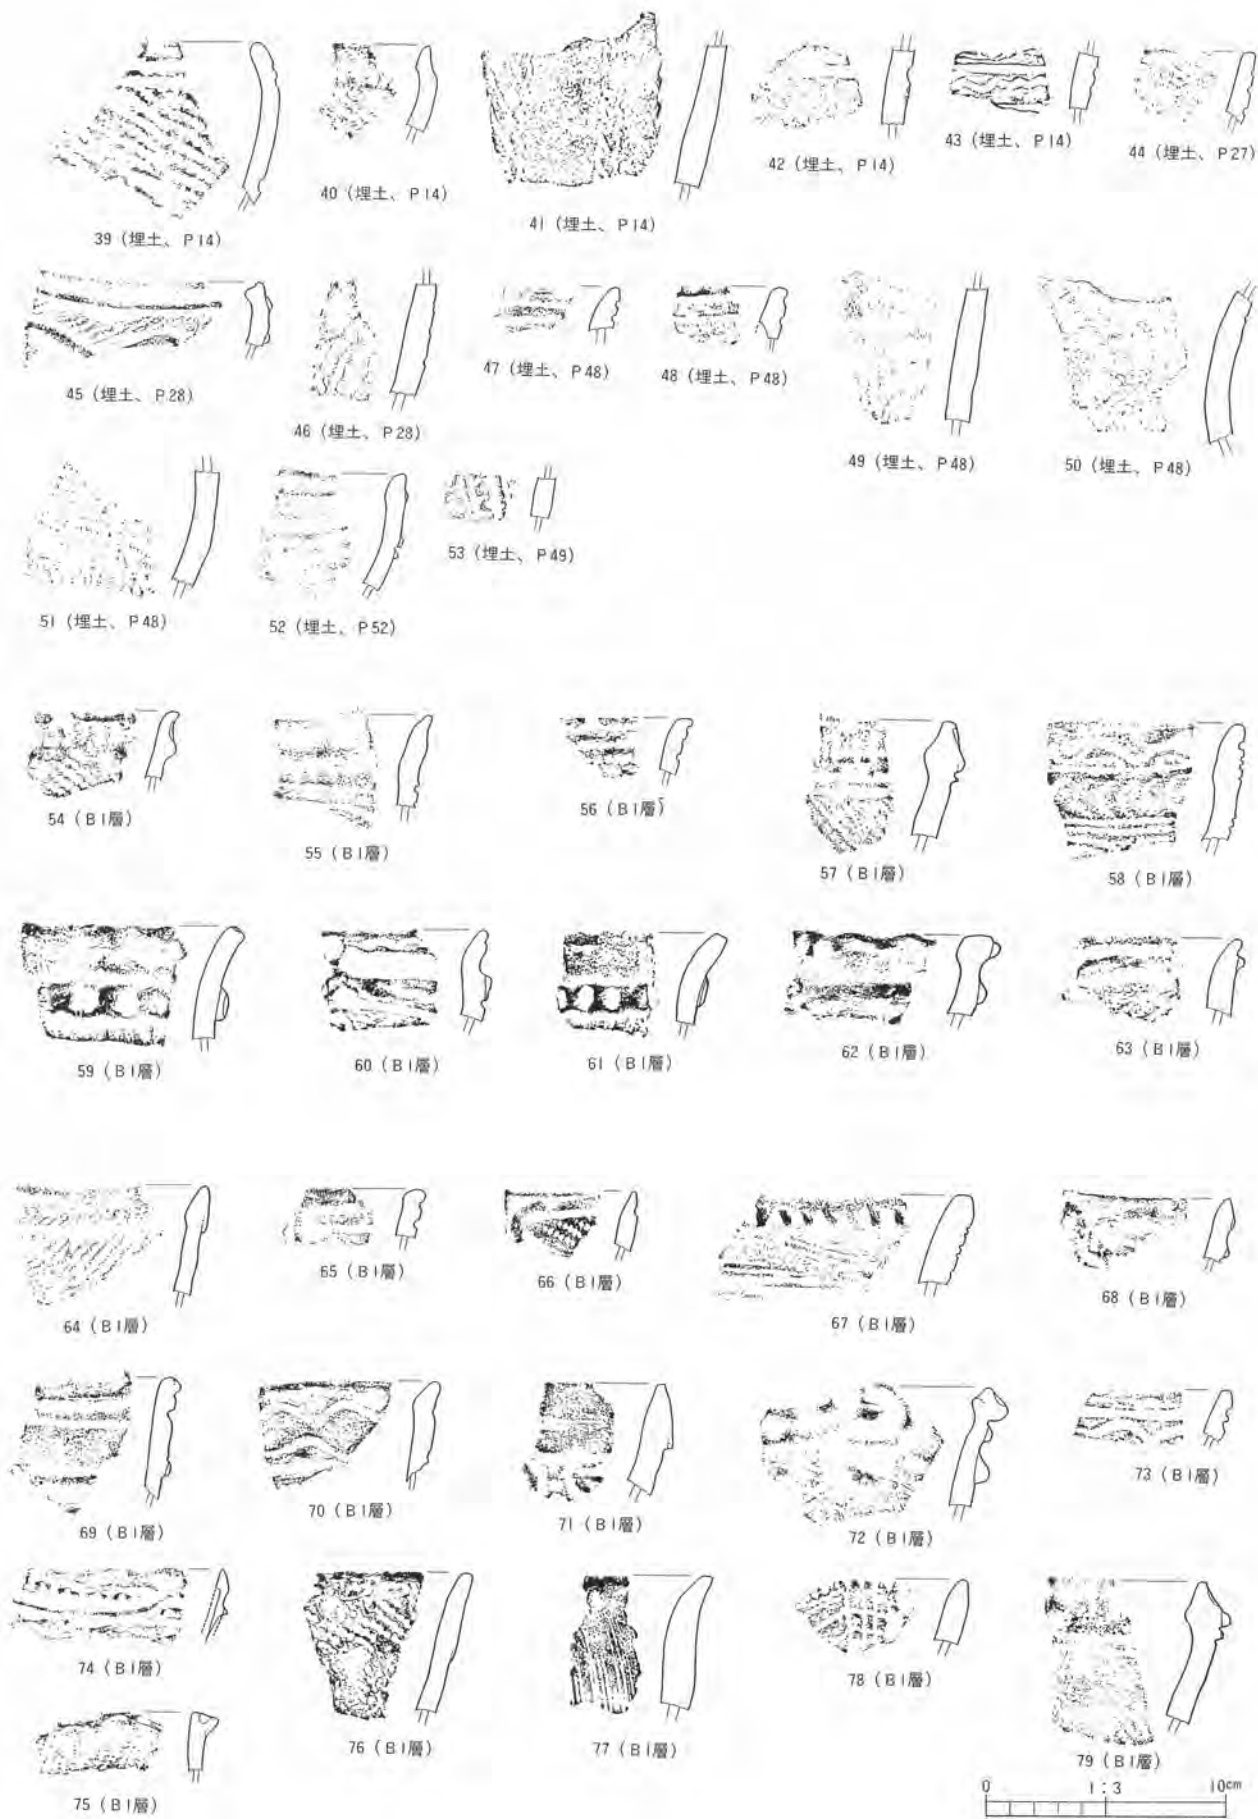 39 (埋土、P14)
40 (埋土、P14)
41 (埋土、P14)
42 (埋土、P14)
43 (埋土、P14)
44 (埋土、P27)
45 (埋土、P28)
46 (埋土、P28)
47 (埋土、P48)
48 (埋土、P48)
49 (埋土、P48)
50 (埋土、P48)
51 (埋土、P48)
52 (埋土、P52)
53 (埋土、P49)
54 (BⅠ層)
55 (BⅠ層)
56 (BⅠ層)
57 (BⅠ層)
58 (BⅠ層)
59 (BⅠ層)
60 (BⅠ層)
61 (BⅠ層)
62 (BⅠ層)
63 (BⅠ層)
64 (BⅠ層)
65 (BⅠ層)
66 (BⅠ層)
67 (BⅠ層)
68 (BⅠ層)
69 (BⅠ層)
70 (BⅠ層)
71 (BⅠ層)
72 (BⅠ層)
73 (BⅠ層)
74 (BⅠ層)
75 (BⅠ層)
76 (BⅠ層)
77 (BⅠ層)
78 (BⅠ層)
79 (BⅠ層)
0 1:3 10cm